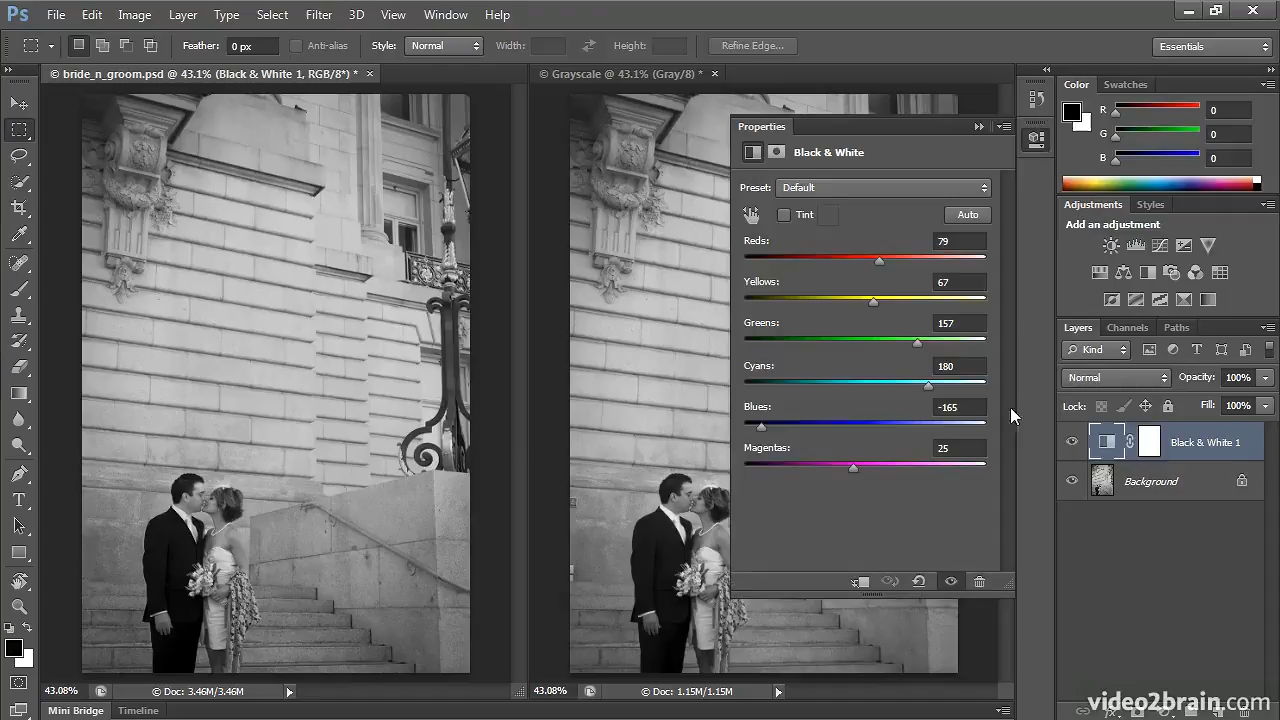 Ps File Edit Image Layer Type Select Filter 3D View Window Help
Feather: 0 px Anti-alias Style: Normal Width: Height: Refine Edge... Essentials
© bride_n_groom.psd @ 43.1% (Black & White 1, RGB/8*) * ×
© Grayscale @ 43.1% (Gray/8) * ×
Properties
Black & White
Preset: Default
Tint Auto
Reds: 79
Yellows: 67
Greens: 157
Cyans: 180
Blues: -165
Magentas: 25
Color Swatches
R 0
G 0
B 0
Adjustments Styles
Add an adjustment
Layers Channels Paths
Kind
Normal Opacity: 100%
Lock: Fill: 100%
Black & White 1
Background
43.08% © Doc: 3.46M/3.46M
43.08% © Doc: 1.15M/1.15M
Mini Bridge Timeline
video2brain.com